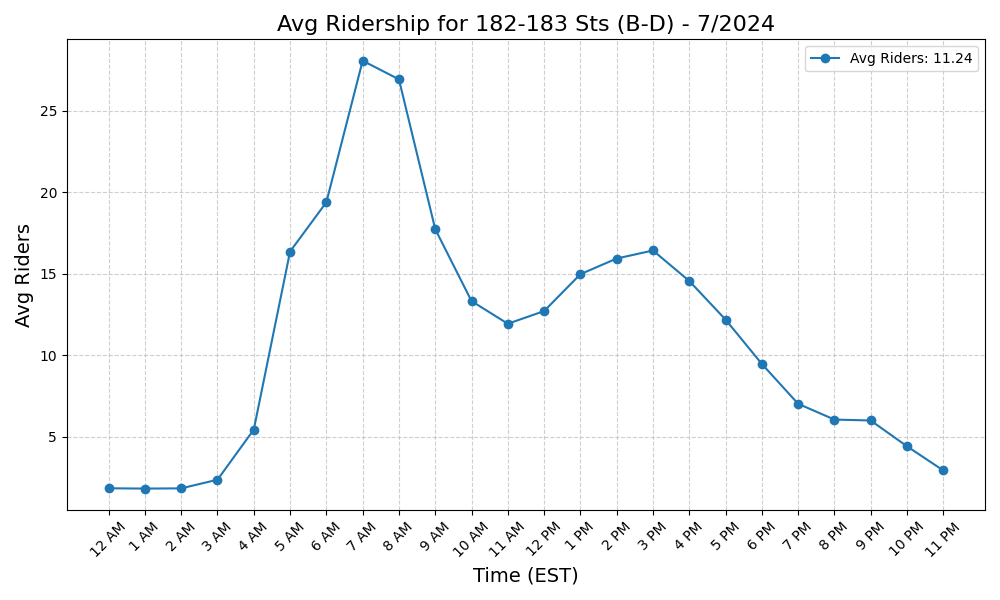 Avg Ridership for 182-183 Sts (B-D) - 7/2024
Avg Riders: 11.24
Avg Riders
25
20
15
10
5
12 AM
1 AM
2 AM
3 AM
4 AM
5 AM
6 AM
7 AM
8 AM
9 AM
10 AM
11 AM
12 PM
1 PM
2 PM
3 PM
4 PM
5 PM
6 PM
7 PM
8 PM
9 PM
10 PM
11 PM
Time (EST)